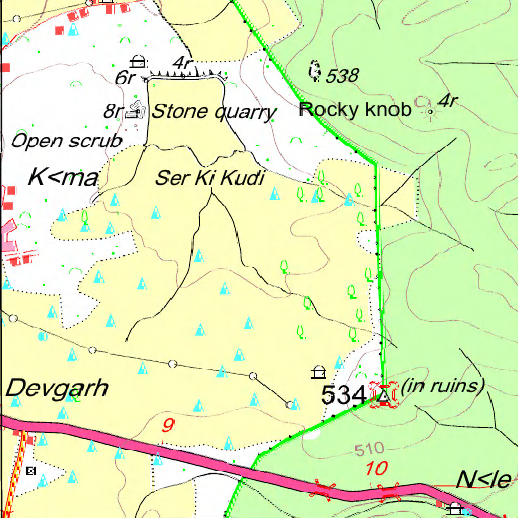 4r
6r
538
8r
Stone quarry
Rocky knob
4r
Open scrub
K<ma
Ser Ki Kudi
Devgarh
534
(in ruins)
9
510
10
N<le